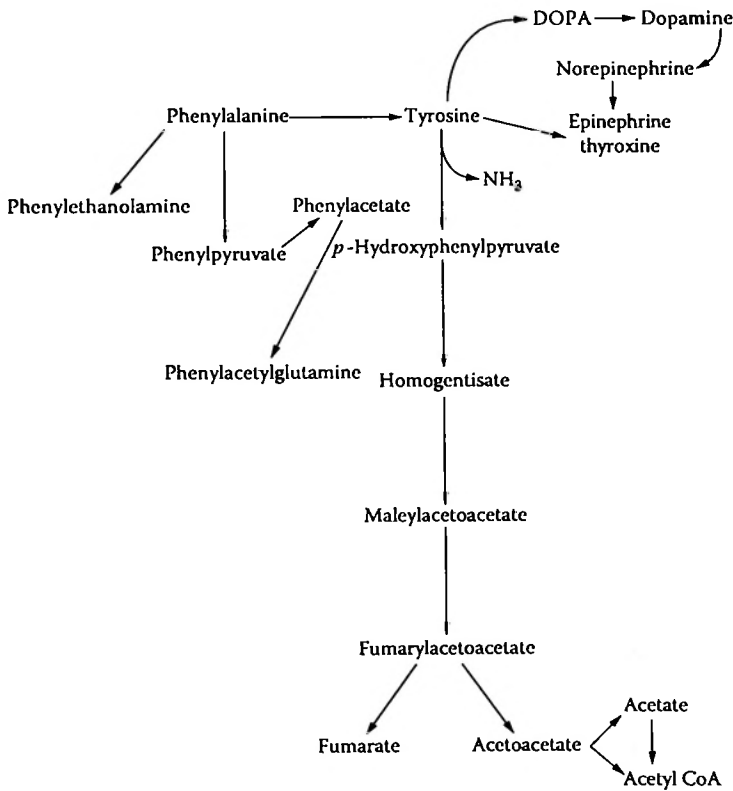 DOPA Dopamine
Norepinephrine
Phenylalanine Tyrosine Epinephrine
thyroxine
NH₃
Phenylethanolamine Phenylacetate
Phenylpyruvate p-Hydroxyphenylpyruvate
Phenylacetylglutamine Homogentisate
Maleylacetoacetate
Fumarylacetoacetate
Acetate
Fumarate Acetoacetate
Acetyl CoA